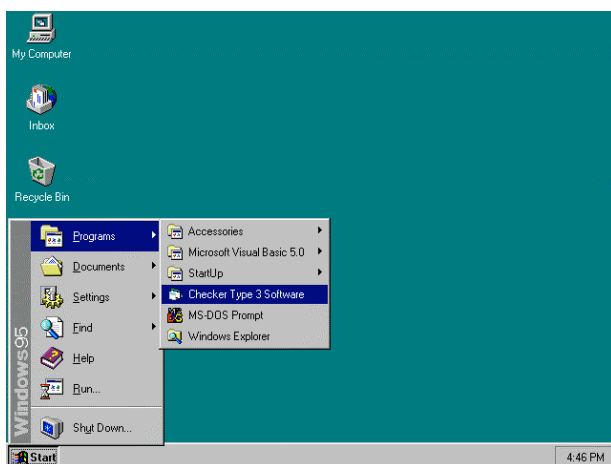 My Computer
Inbox
Recycle Bin
Programs
Documents
Settings
Find
Help
Run...
Shut Down...
Windows95
Accessories
Microsoft Visual Basic 5.0
StartUp
Checker Type 3 Software
MS-DOS Prompt
Windows Explorer
Start
4:46 PM